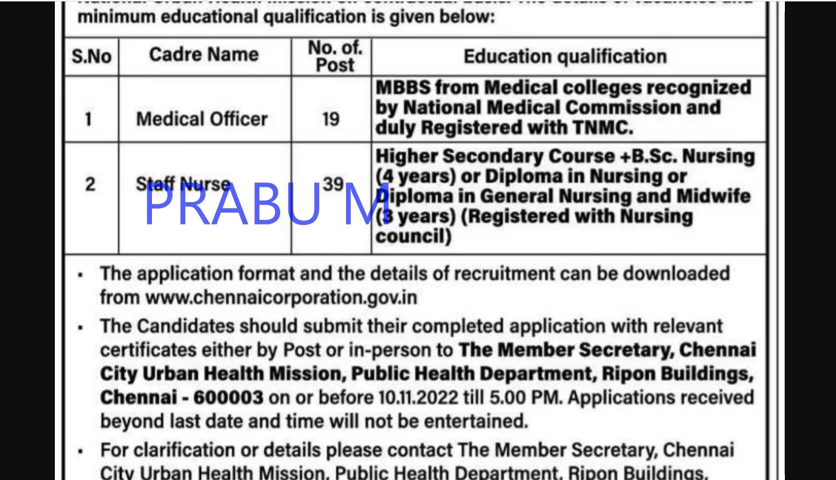 minimum educational qualification is given below:
S.No Cadre Name No. of. Post Education qualification
1 Medical Officer 19 MBBS from Medical colleges recognized
by National Medical Commission and
duly Registered with TNMC.
2 Staff Nurse 39 Higher Secondary Course +B.Sc. Nursing
(4 years) or Diploma in Nursing or
Diploma in General Nursing and Midwife
(3 years) (Registered with Nursing
council)
PRABU M
• The application format and the details of recruitment can be downloaded
from www.chennaicorporation.gov.in
• The Candidates should submit their completed application with relevant
certificates either by Post or in-person to The Member Secretary, Chennai
City Urban Health Mission, Public Health Department, Ripon Buildings,
Chennai - 600003 on or before 10.11.2022 till 5.00 PM. Applications received
beyond last date and time will not be entertained.
• For clarification or details please contact The Member Secretary, Chennai
City Urban Health Mission, Public Health Department, Ripon Buildings,